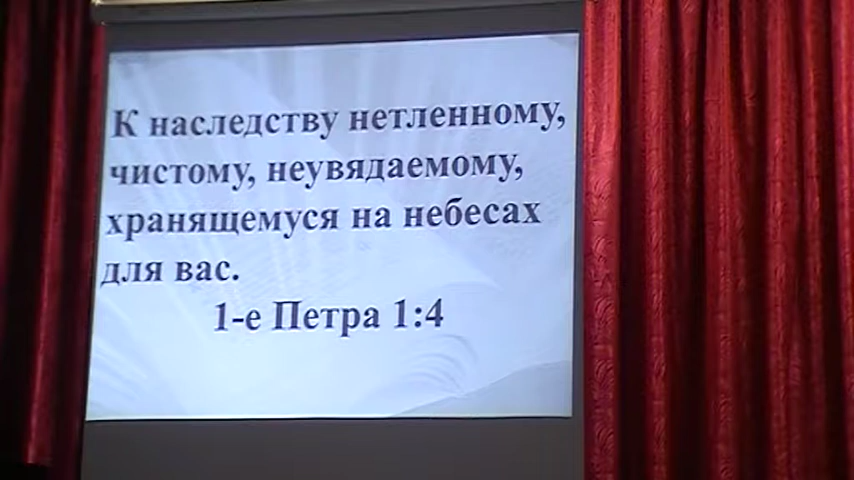 К наследству нетленному,
чистому, неувядаемому,
хранящемуся на небесах
для вас.
1-е Петра 1:4